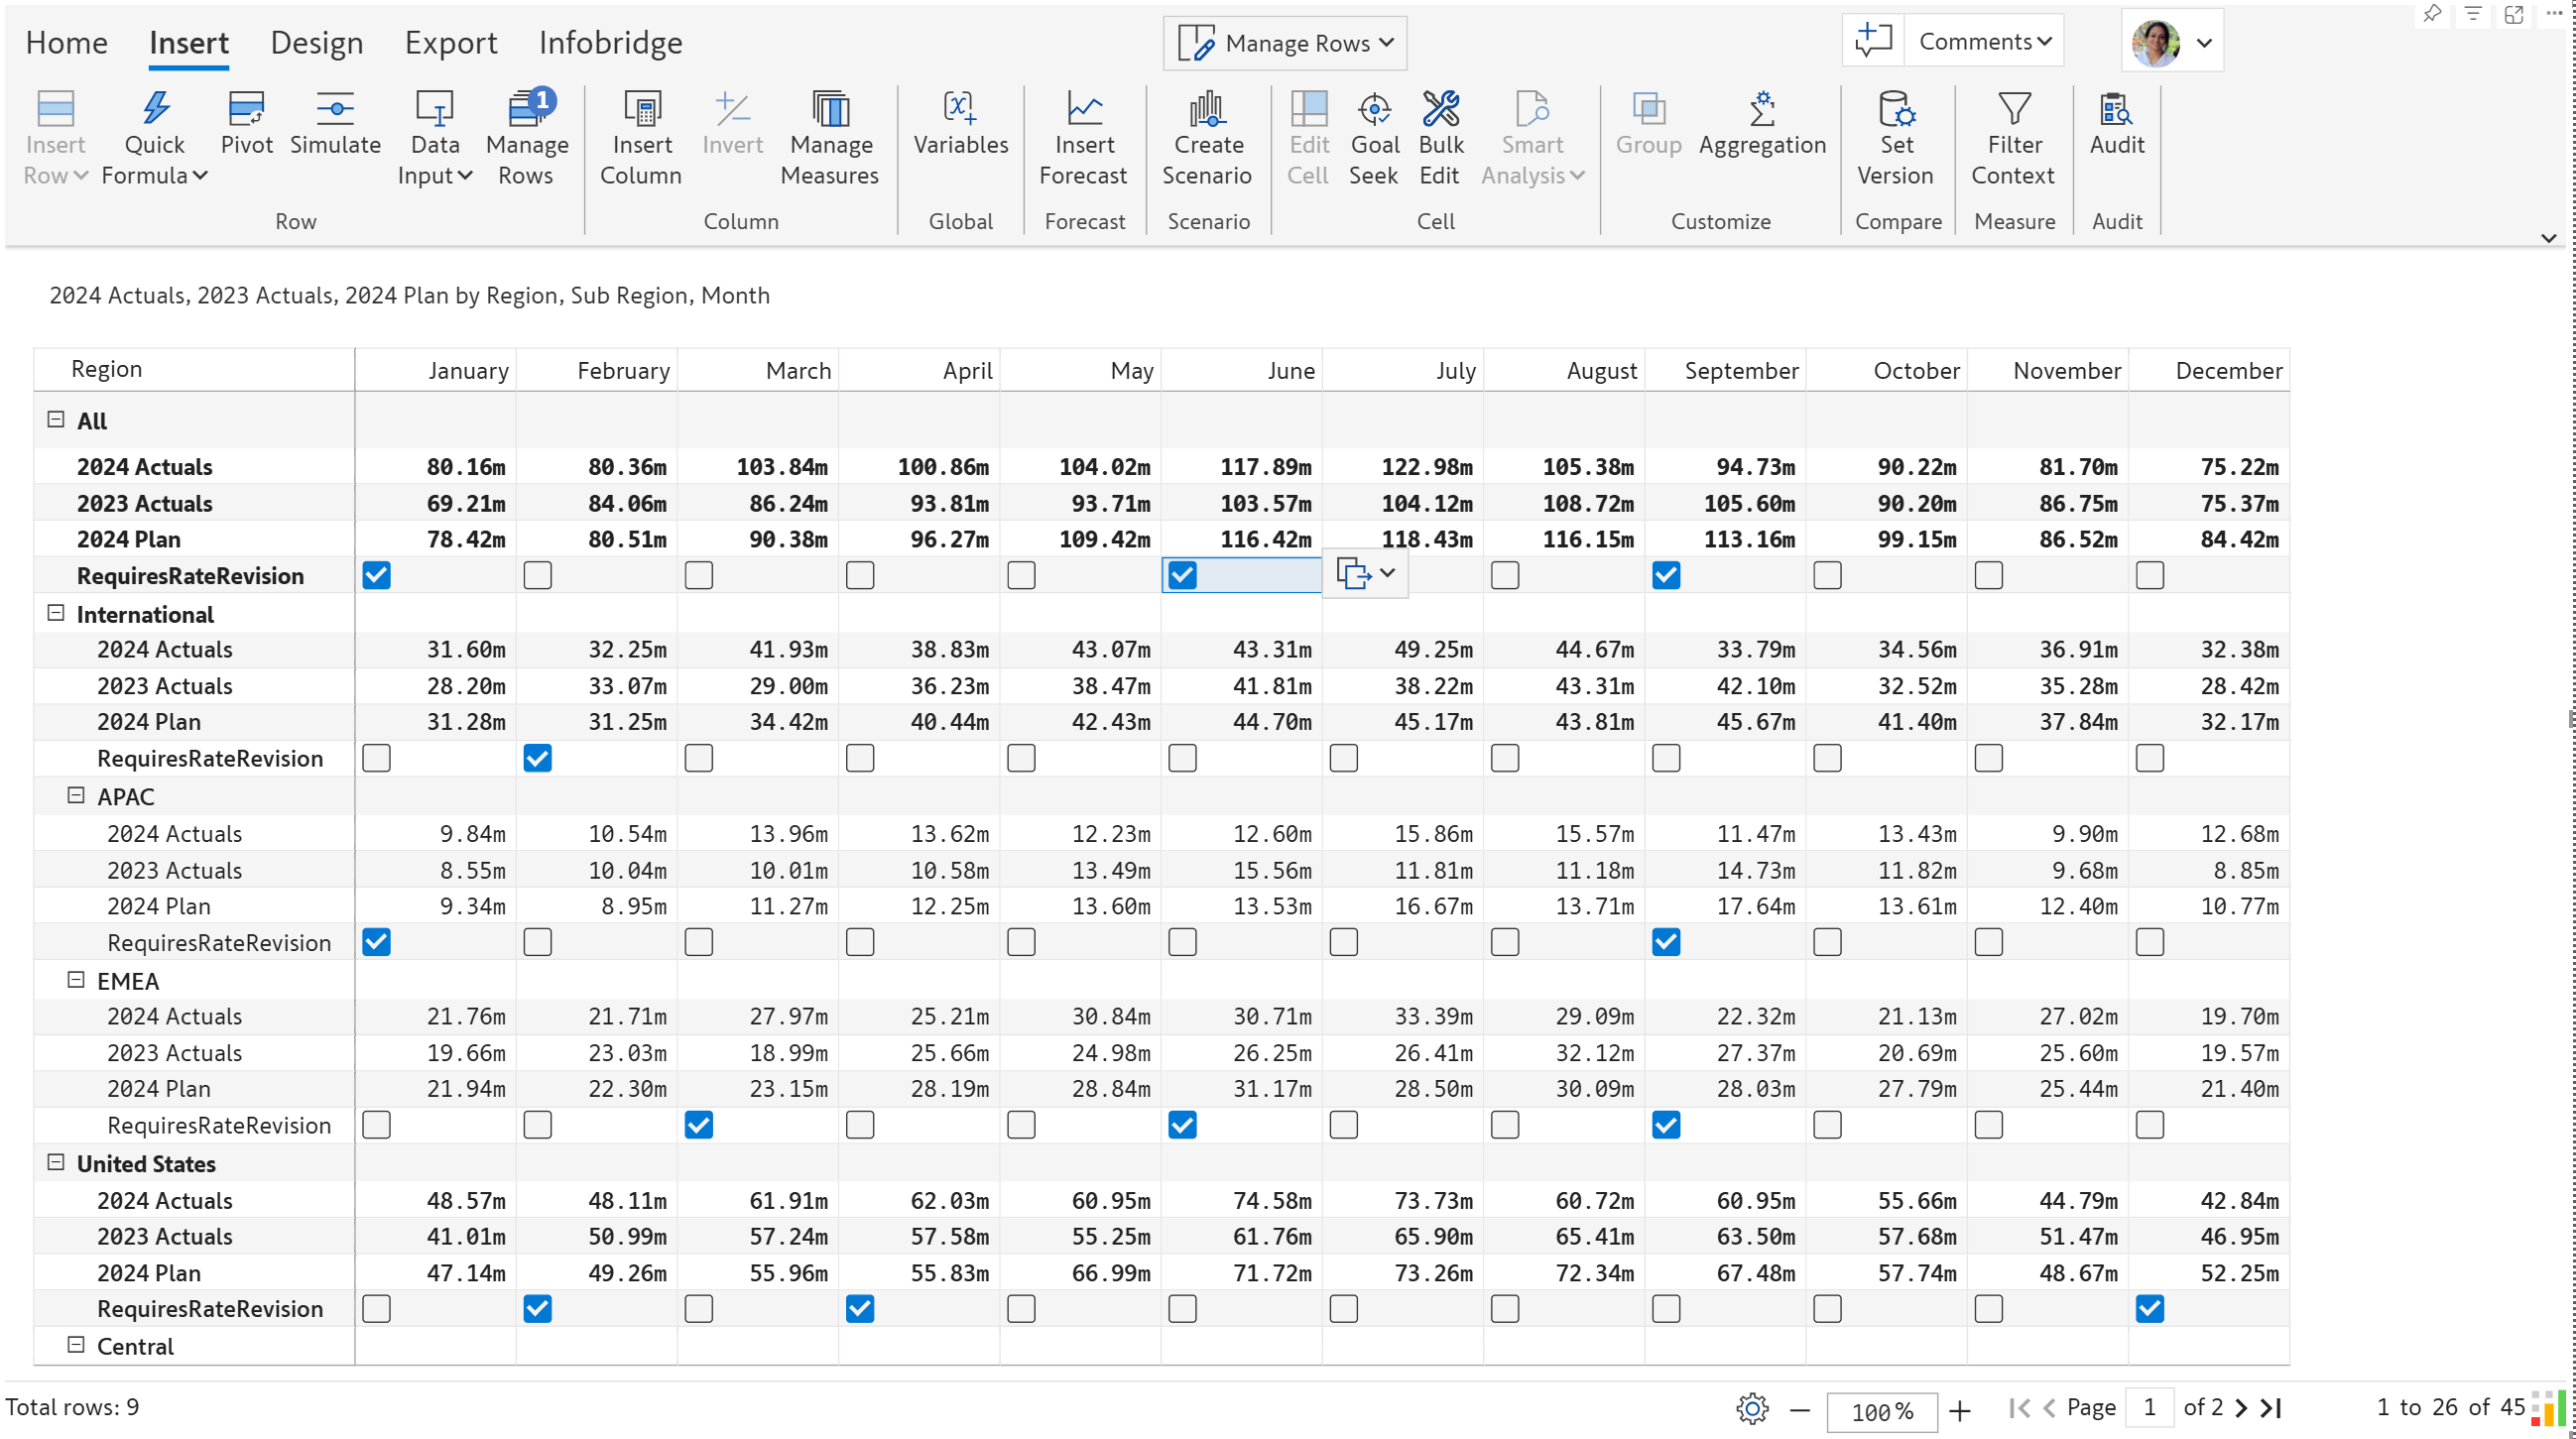 Home Insert Design Export Infobridge Manage Rows Comments
Insert Row Quick Formula Pivot Simulate Data Input 1 Manage Rows Insert Column Invert Manage Measures Variables Insert Forecast Create Scenario Edit Cell Goal Seek Bulk Edit Smart Analysis Group Aggregation Set Version Filter Context Audit
Row Column Global Forecast Scenario Cell Customize Compare Measure Audit
2024 Actuals, 2023 Actuals, 2024 Plan by Region, Sub Region, Month
Region January February March April May June July August September October November December
All
2024 Actuals 80.16m 80.36m 103.84m 100.86m 104.02m 117.89m 122.98m 105.38m 94.73m 90.22m 81.70m 75.22m
2023 Actuals 69.21m 84.06m 86.24m 93.81m 93.71m 103.57m 104.12m 108.72m 105.60m 90.20m 86.75m 75.37m
2024 Plan 78.42m 80.51m 90.38m 96.27m 109.42m 116.42m 118.43m 116.15m 113.16m 99.15m 86.52m 84.42m
RequiresRateRevision
International
2024 Actuals 31.60m 32.25m 41.93m 38.83m 43.07m 43.31m 49.25m 44.67m 33.79m 34.56m 36.91m 32.38m
2023 Actuals 28.20m 33.07m 29.00m 36.23m 38.47m 41.81m 38.22m 43.31m 42.10m 32.52m 35.28m 28.42m
2024 Plan 31.28m 31.25m 34.42m 40.44m 42.43m 44.70m 45.17m 43.81m 45.67m 41.40m 37.84m 32.17m
RequiresRateRevision
APAC
2024 Actuals 9.84m 10.54m 13.96m 13.62m 12.23m 12.60m 15.86m 15.57m 11.47m 13.43m 9.90m 12.68m
2023 Actuals 8.55m 10.04m 10.01m 10.58m 13.49m 15.56m 11.81m 11.18m 14.73m 11.82m 9.68m 8.85m
2024 Plan 9.34m 8.95m 11.27m 12.25m 13.60m 13.53m 16.67m 13.71m 17.64m 13.61m 12.40m 10.77m
RequiresRateRevision
EMEA
2024 Actuals 21.76m 21.71m 27.97m 25.21m 30.84m 30.71m 33.39m 29.09m 22.32m 21.13m 27.02m 19.70m
2023 Actuals 19.66m 23.03m 18.99m 25.66m 24.98m 26.25m 26.41m 32.12m 27.37m 20.69m 25.60m 19.57m
2024 Plan 21.94m 22.30m 23.15m 28.19m 28.84m 31.17m 28.50m 30.09m 28.03m 27.79m 25.44m 21.40m
RequiresRateRevision
United States
2024 Actuals 48.57m 48.11m 61.91m 62.03m 60.95m 74.58m 73.73m 60.72m 60.95m 55.66m 44.79m 42.84m
2023 Actuals 41.01m 50.99m 57.24m 57.58m 55.25m 61.76m 65.90m 65.41m 63.50m 57.68m 51.47m 46.95m
2024 Plan 47.14m 49.26m 55.96m 55.83m 66.99m 71.72m 73.26m 72.34m 67.48m 57.74m 48.67m 52.25m
RequiresRateRevision
Central
Total rows: 9 100% Page 1 of 2 1 to 26 of 45